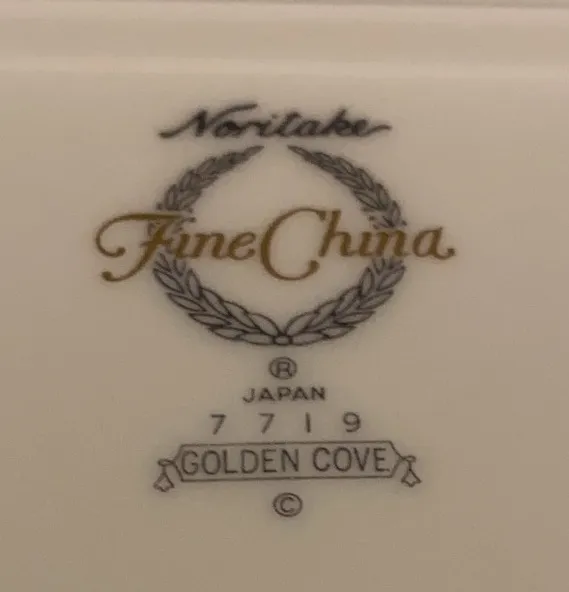 Noritake
Fine China
®
JAPAN
7719
GOLDEN COVE
©